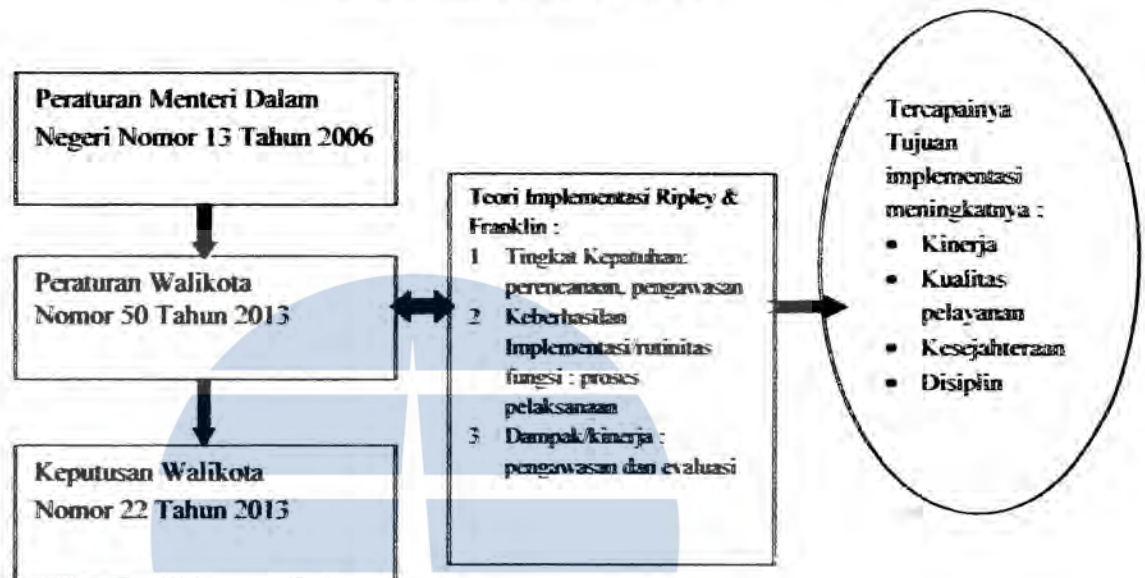 Peraturan Menteri Dalam
Negeri Nomor 13 Tahun 2006
Peraturan Walikota
Nomor 50 Tahun 2013
Keputusan Walikota
Nomor 22 Tahun 2013
Teori Implementasi Ripley &
Franklin :
1 Tingkat Kepatuhan:
perencanaan, pengawasan
2 Keberhasilan
Implementasi/rutinitas
fungsi : proses
pelaksanaan
3 Dampak/kinerja :
pengawasan dan evaluasi
Tercapainya
Tujuan
implementasi
meningkatnya :
• Kinerja
• Kualitas
pelayanan
• Kesejahteraan
• Disiplin